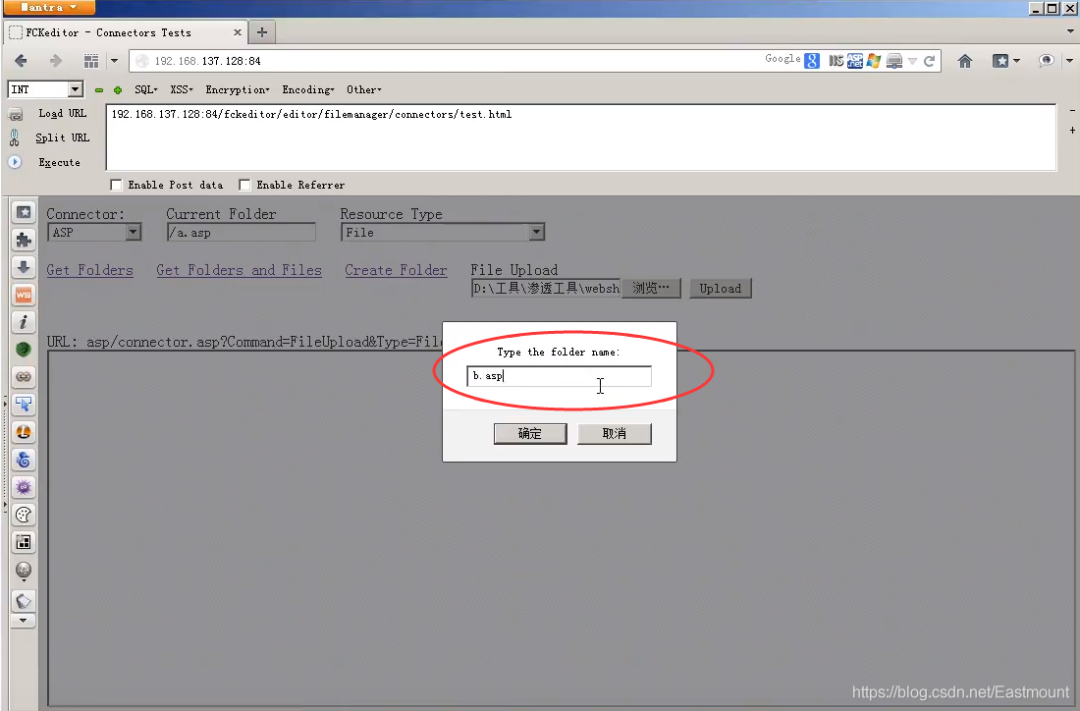 Mantra
FCKeditor - Connectors Tests
192.168.137.128:84
Google
INT SQL XSS Encryption Encoding Other
Load URL
192.168.137.128:84/fckeditor/editor/filemanager/connectors/test.html
Split URL
Execute
Enable Post data Enable Referrer
Connector: Current Folder Resource Type
ASP /a.asp File
Get Folders Get Folders and Files Create Folder File Upload
D:\工具\渗透工具\websh 浏览… Upload
URL: asp/connector.asp?Command=FileUpload&Type=File
Type the folder name:
b.asp
确定 取消
https://blog.csdn.net/Eastmount